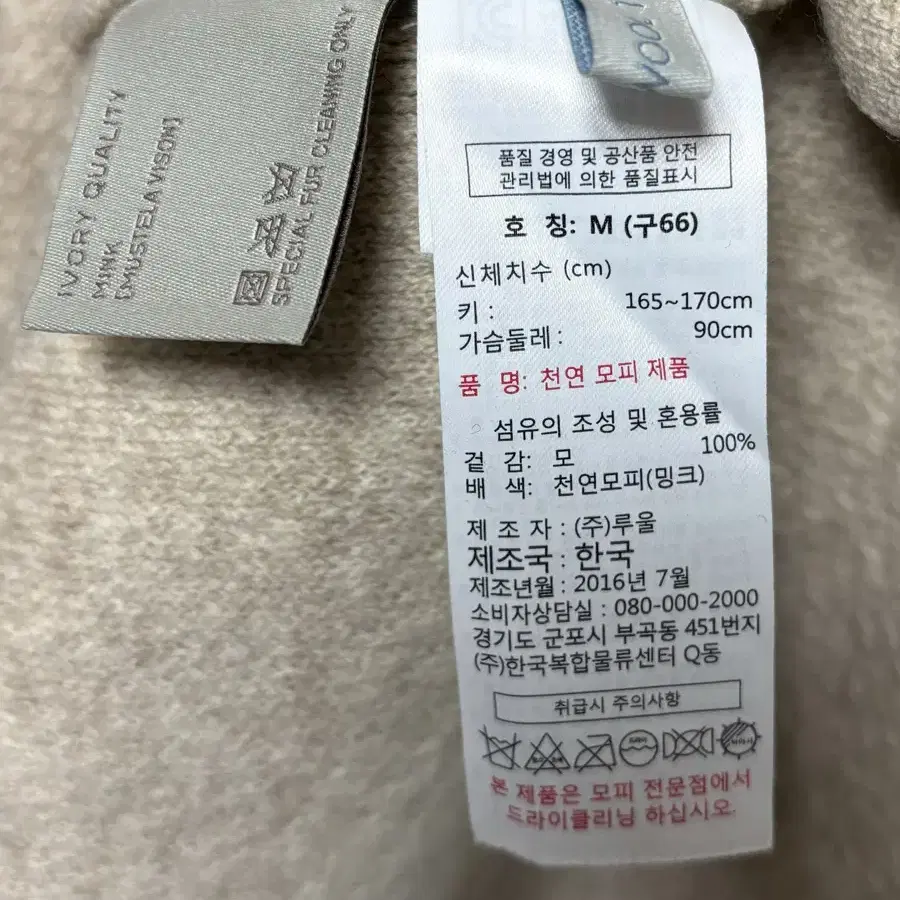 IVORY QUALITY
MINK
[MUSTELA VISON]
SPECIAL FUR CLEANING ONLY
품질 경영 및 공산품 안전
관리법에 의한 품질표시
호 칭: M (구66)
신체치수 (cm)
키 : 165~170cm
가슴둘레 : 90cm
품 명: 천연 모피 제품
섬유의 조성 및 혼용률
겉 감: 모 100%
배 색: 천연모피(밍크)
제 조 자 : (주)루울
제조국 : 한국
제조년월 : 2016년 7월
소비자상담실 : 080-000-2000
경기도 군포시 부곡동 451번지
(주)한국복합물류센터 Q동
취급시 주의사항
본 제품은 모피 전문점에서
드라이클리닝 하십시오.